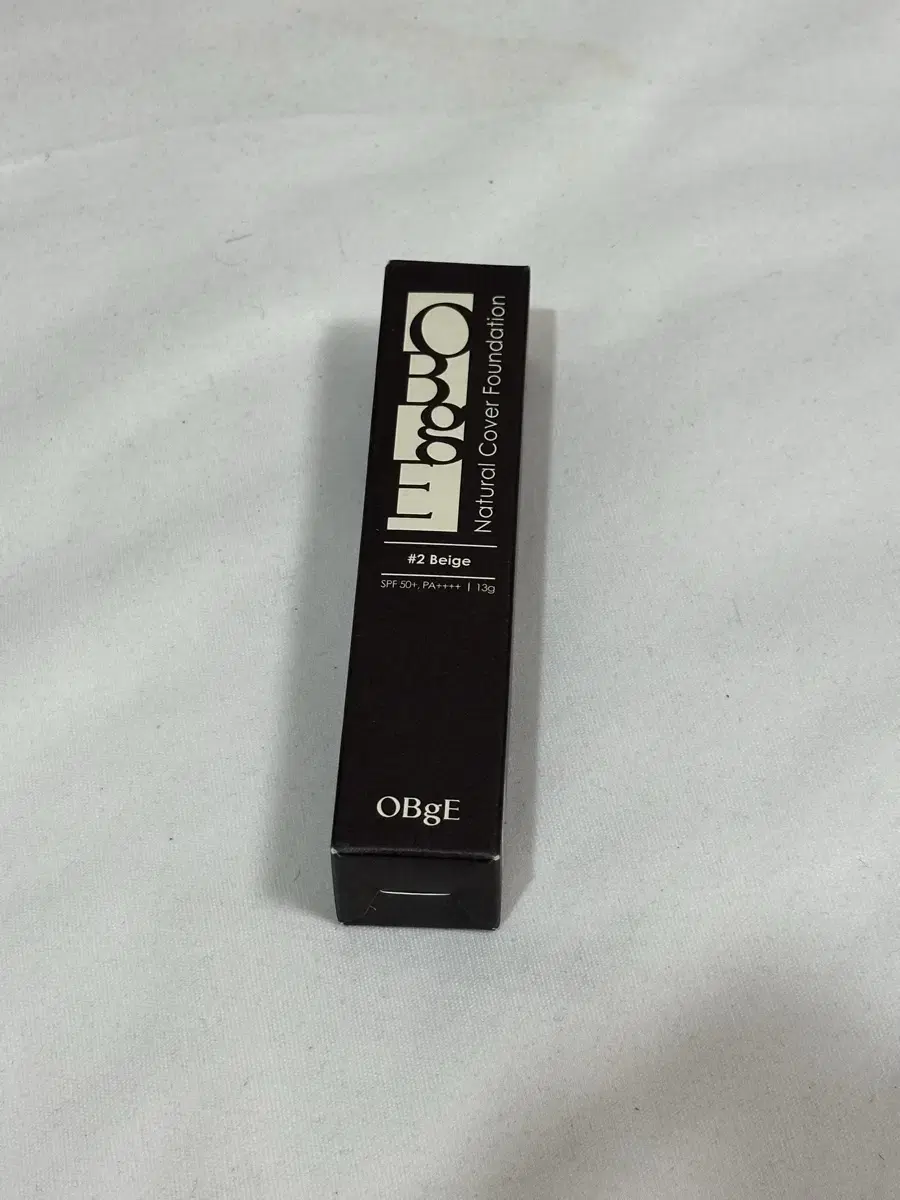 OBgE
Natural Cover Foundation
#2 Beige
SPF 50+, PA++++ | 13g
OBgE